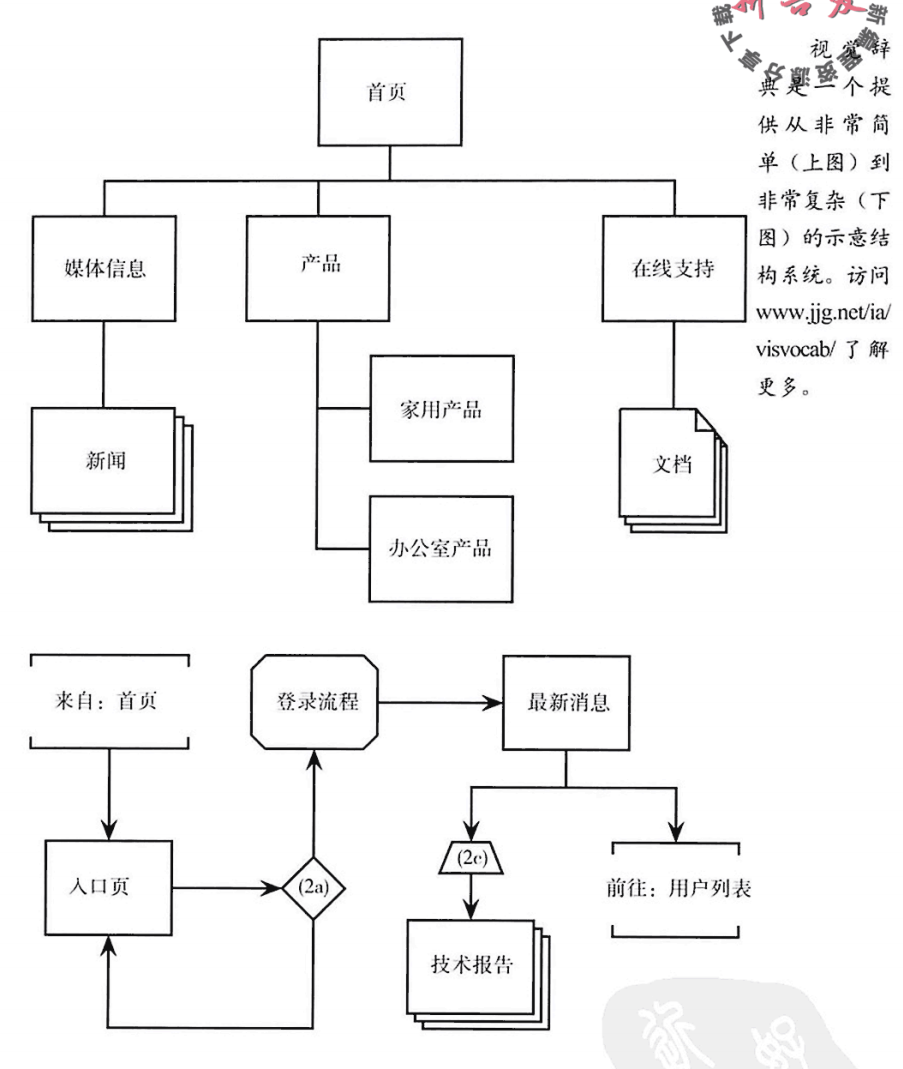 首页
媒体信息
产品
在线支持
新闻
家用产品
文档
办公室产品
视觉辞
典是一个提
供从非常简
单（上图）到
非常复杂（下
图）的示意结
构系统。访问
www.jjg.net/ia/
visvocab/了解
更多。
来自：首页
登录流程
最新消息
入口页
(2a)
(2c)
前往：用户列表
技术报告